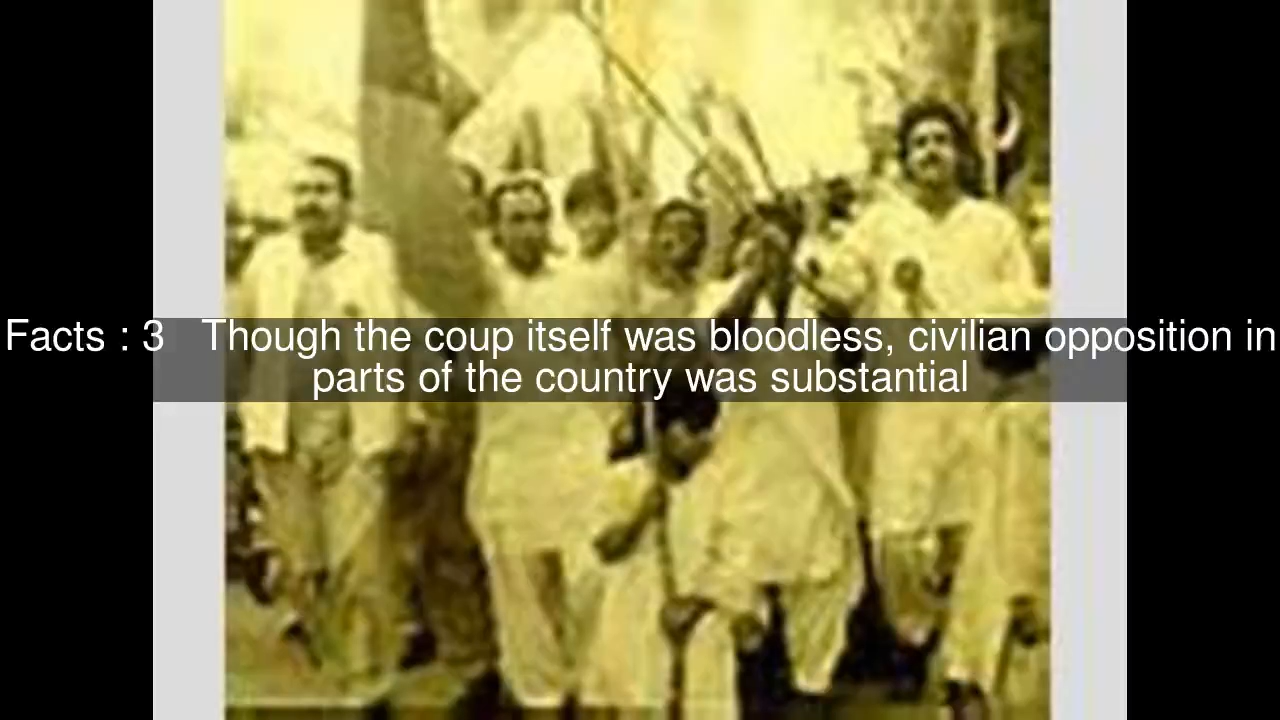 Facts : 3   Though the coup itself was bloodless, civilian opposition in
parts of the country was substantial